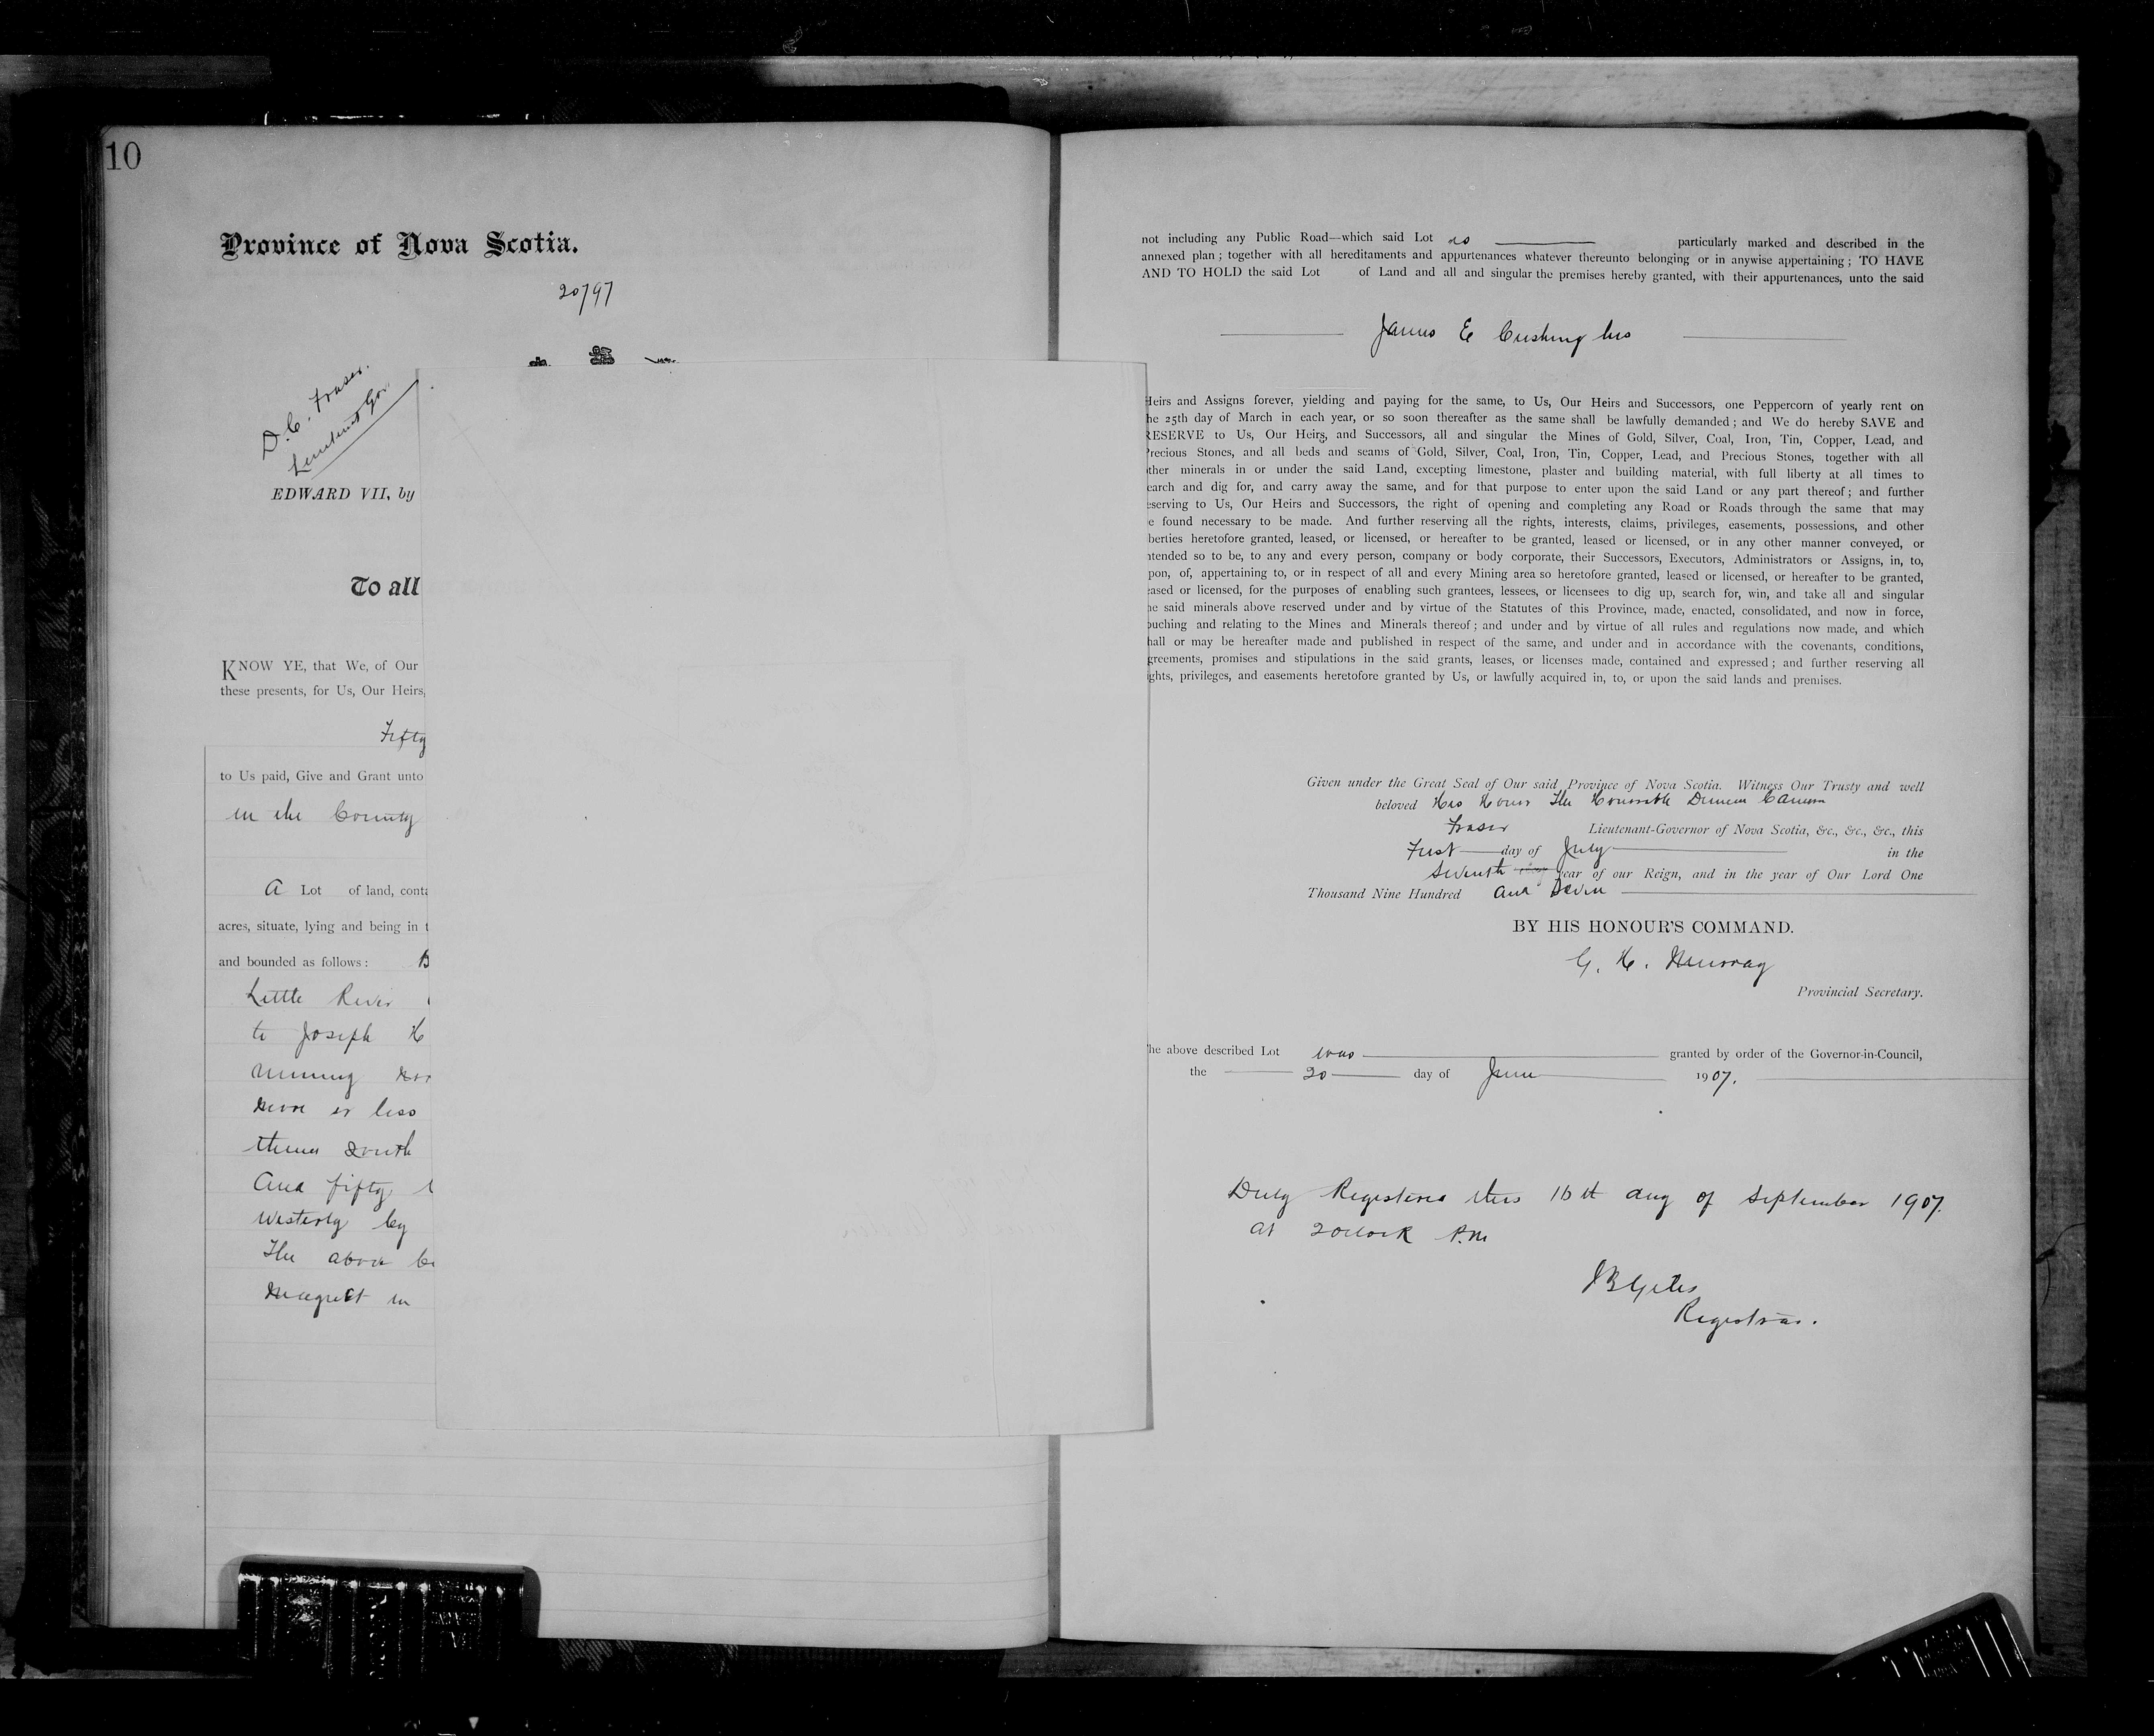 10
Province of Nova Scotia.
20797
D. C. Fraser.
Lieutenant Gov
EDWARD VII, by
To all
KNOW YE, that We, of Our
these presents, for Us, Our Heirs,
Fifty
to Us paid, Give and Grant unto
in the County
A Lot of land, conta
acres, situate, lying and being in t
and bounded as follows: B
Little River
to Joseph H
running
more or less
thence South
And fifty
Westerly by
The above be
Magnet in
not including any Public Road—which said Lot is particularly marked and described in the
annexed plan; together with all hereditaments and appurtenances whatever thereunto belonging or in anywise appertaining; TO HAVE
AND TO HOLD the said Lot of Land and all and singular the premises hereby granted, with their appurtenances, unto the said
James E Cushing his
Heirs and Assigns forever, yielding and paying for the same, to Us, Our Heirs and Successors, one Peppercorn of yearly rent on
he 25th day of March in each year, or so soon thereafter as the same shall be lawfully demanded; and We do hereby SAVE and
RESERVE to Us, Our Heirs, and Successors, all and singular the Mines of Gold, Silver, Coal, Iron, Tin, Copper, Lead, and
Precious Stones, and all beds and seams of Gold, Silver, Coal, Iron, Tin, Copper, Lead, and Precious Stones, together with all
other minerals in or under the said Land, excepting limestone, plaster and building material, with full liberty at all times to
earch and dig for, and carry away the same, and for that purpose to enter upon the said Land or any part thereof; and further
eserving to Us, Our Heirs and Successors, the right of opening and completing any Road or Roads through the same that may
e found necessary to be made. And further reserving all the rights, interests, claims, privileges, easements, possessions, and other
berties heretofore granted, leased, or licensed, or hereafter to be granted, leased or licensed, or in any other manner conveyed, or
ntended so to be, to any and every person, company or body corporate, their Successors, Executors, Administrators or Assigns, in, to,
pon, of, appertaining to, or in respect of all and every Mining area so heretofore granted, leased or licensed, or hereafter to be granted,
eased or licensed, for the purposes of enabling such grantees, lessees, or licensees to dig up, search for, win, and take all and singular
he said minerals above reserved under and by virtue of the Statutes of this Province, made, enacted, consolidated, and now in force,
ouching and relating to the Mines and Minerals thereof; and under and by virtue of all rules and regulations now made, and which
hall or may be hereafter made and published in respect of the same, and under and in accordance with the covenants, conditions,
greements, promises and stipulations in the said grants, leases, or licenses made, contained and expressed; and further reserving all
ights, privileges, and easements heretofore granted by Us, or lawfully acquired in, to, or upon the said lands and premises.
Given under the Great Seal of Our said Province of Nova Scotia. Witness Our Trusty and well
beloved His Honor The Honorable Duncan Cameron
Fraser Lieutenant-Governor of Nova Scotia, &c., &c., &c., this
First day of July in the
Seventh year of our Reign, and in the year of Our Lord One
Thousand Nine Hundred and Seven
BY HIS HONOUR'S COMMAND.
G. H. Murray
Provincial Secretary.
he above described Lot was granted by order of the Governor-in-Council,
the 20 day of June 1907.
Duly Registered this 16th day of September 1907.
at 2 oclock P.M
Registrar.